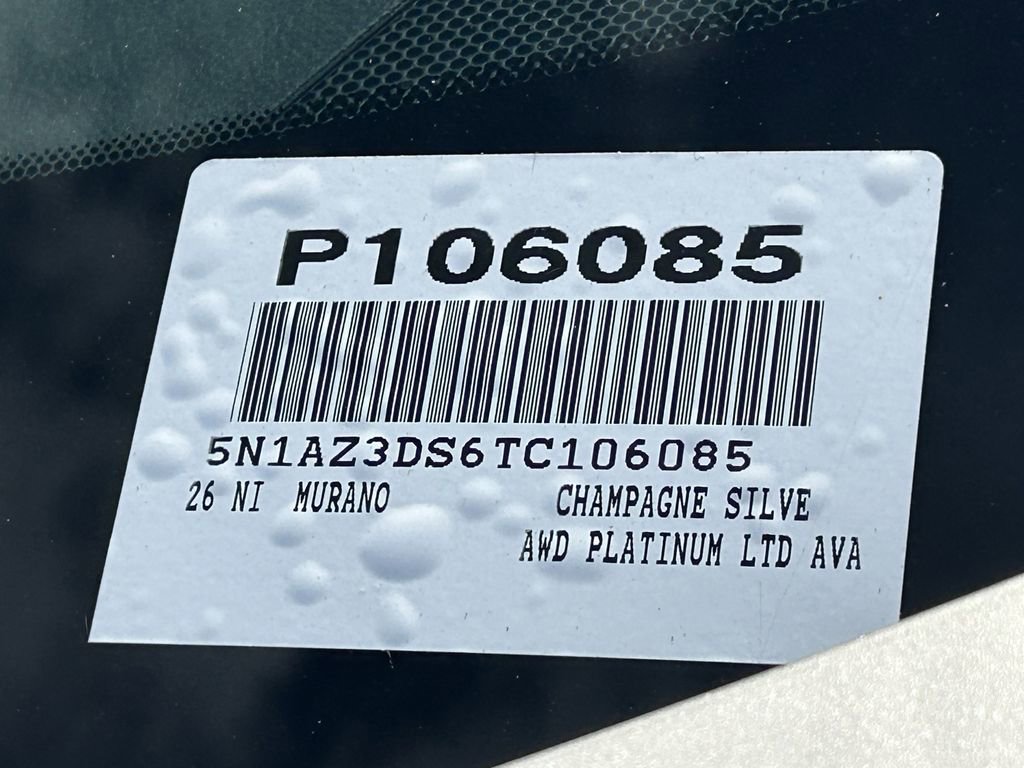 P106085
5N1AZ3DS6TC106085
26 NI MURANO CHAMPAGNE SILVE
AWD PLATINUM LTD AVA